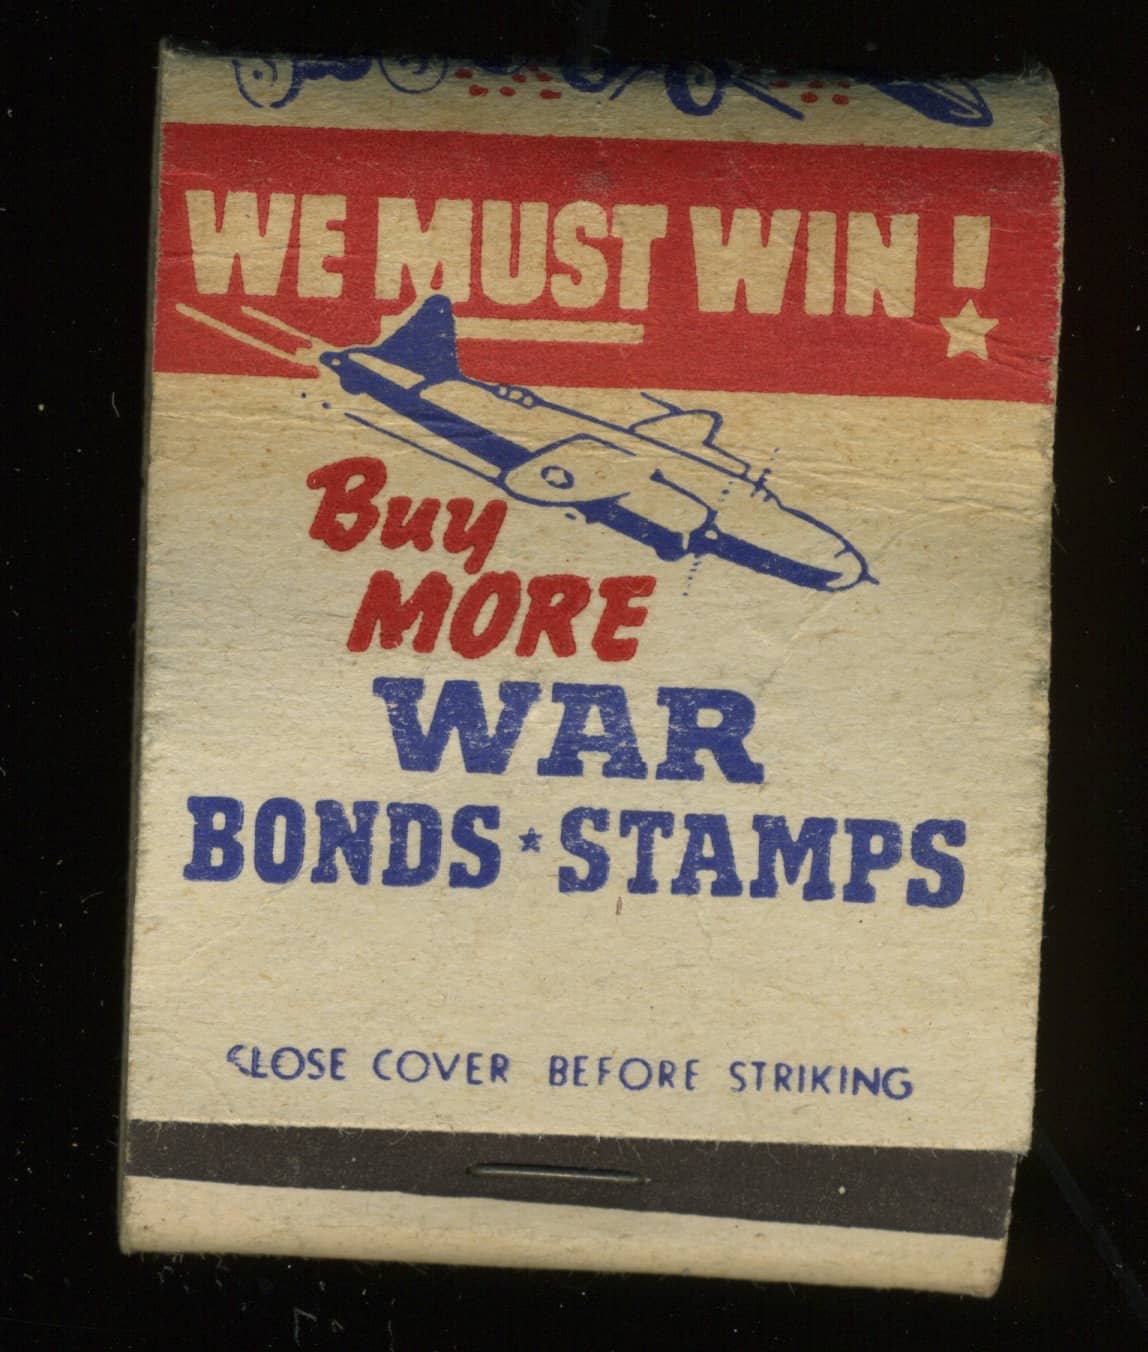 WE MUST WIN!
Buy
MORE
WAR
BONDS★STAMPS
CLOSE COVER BEFORE STRIKING